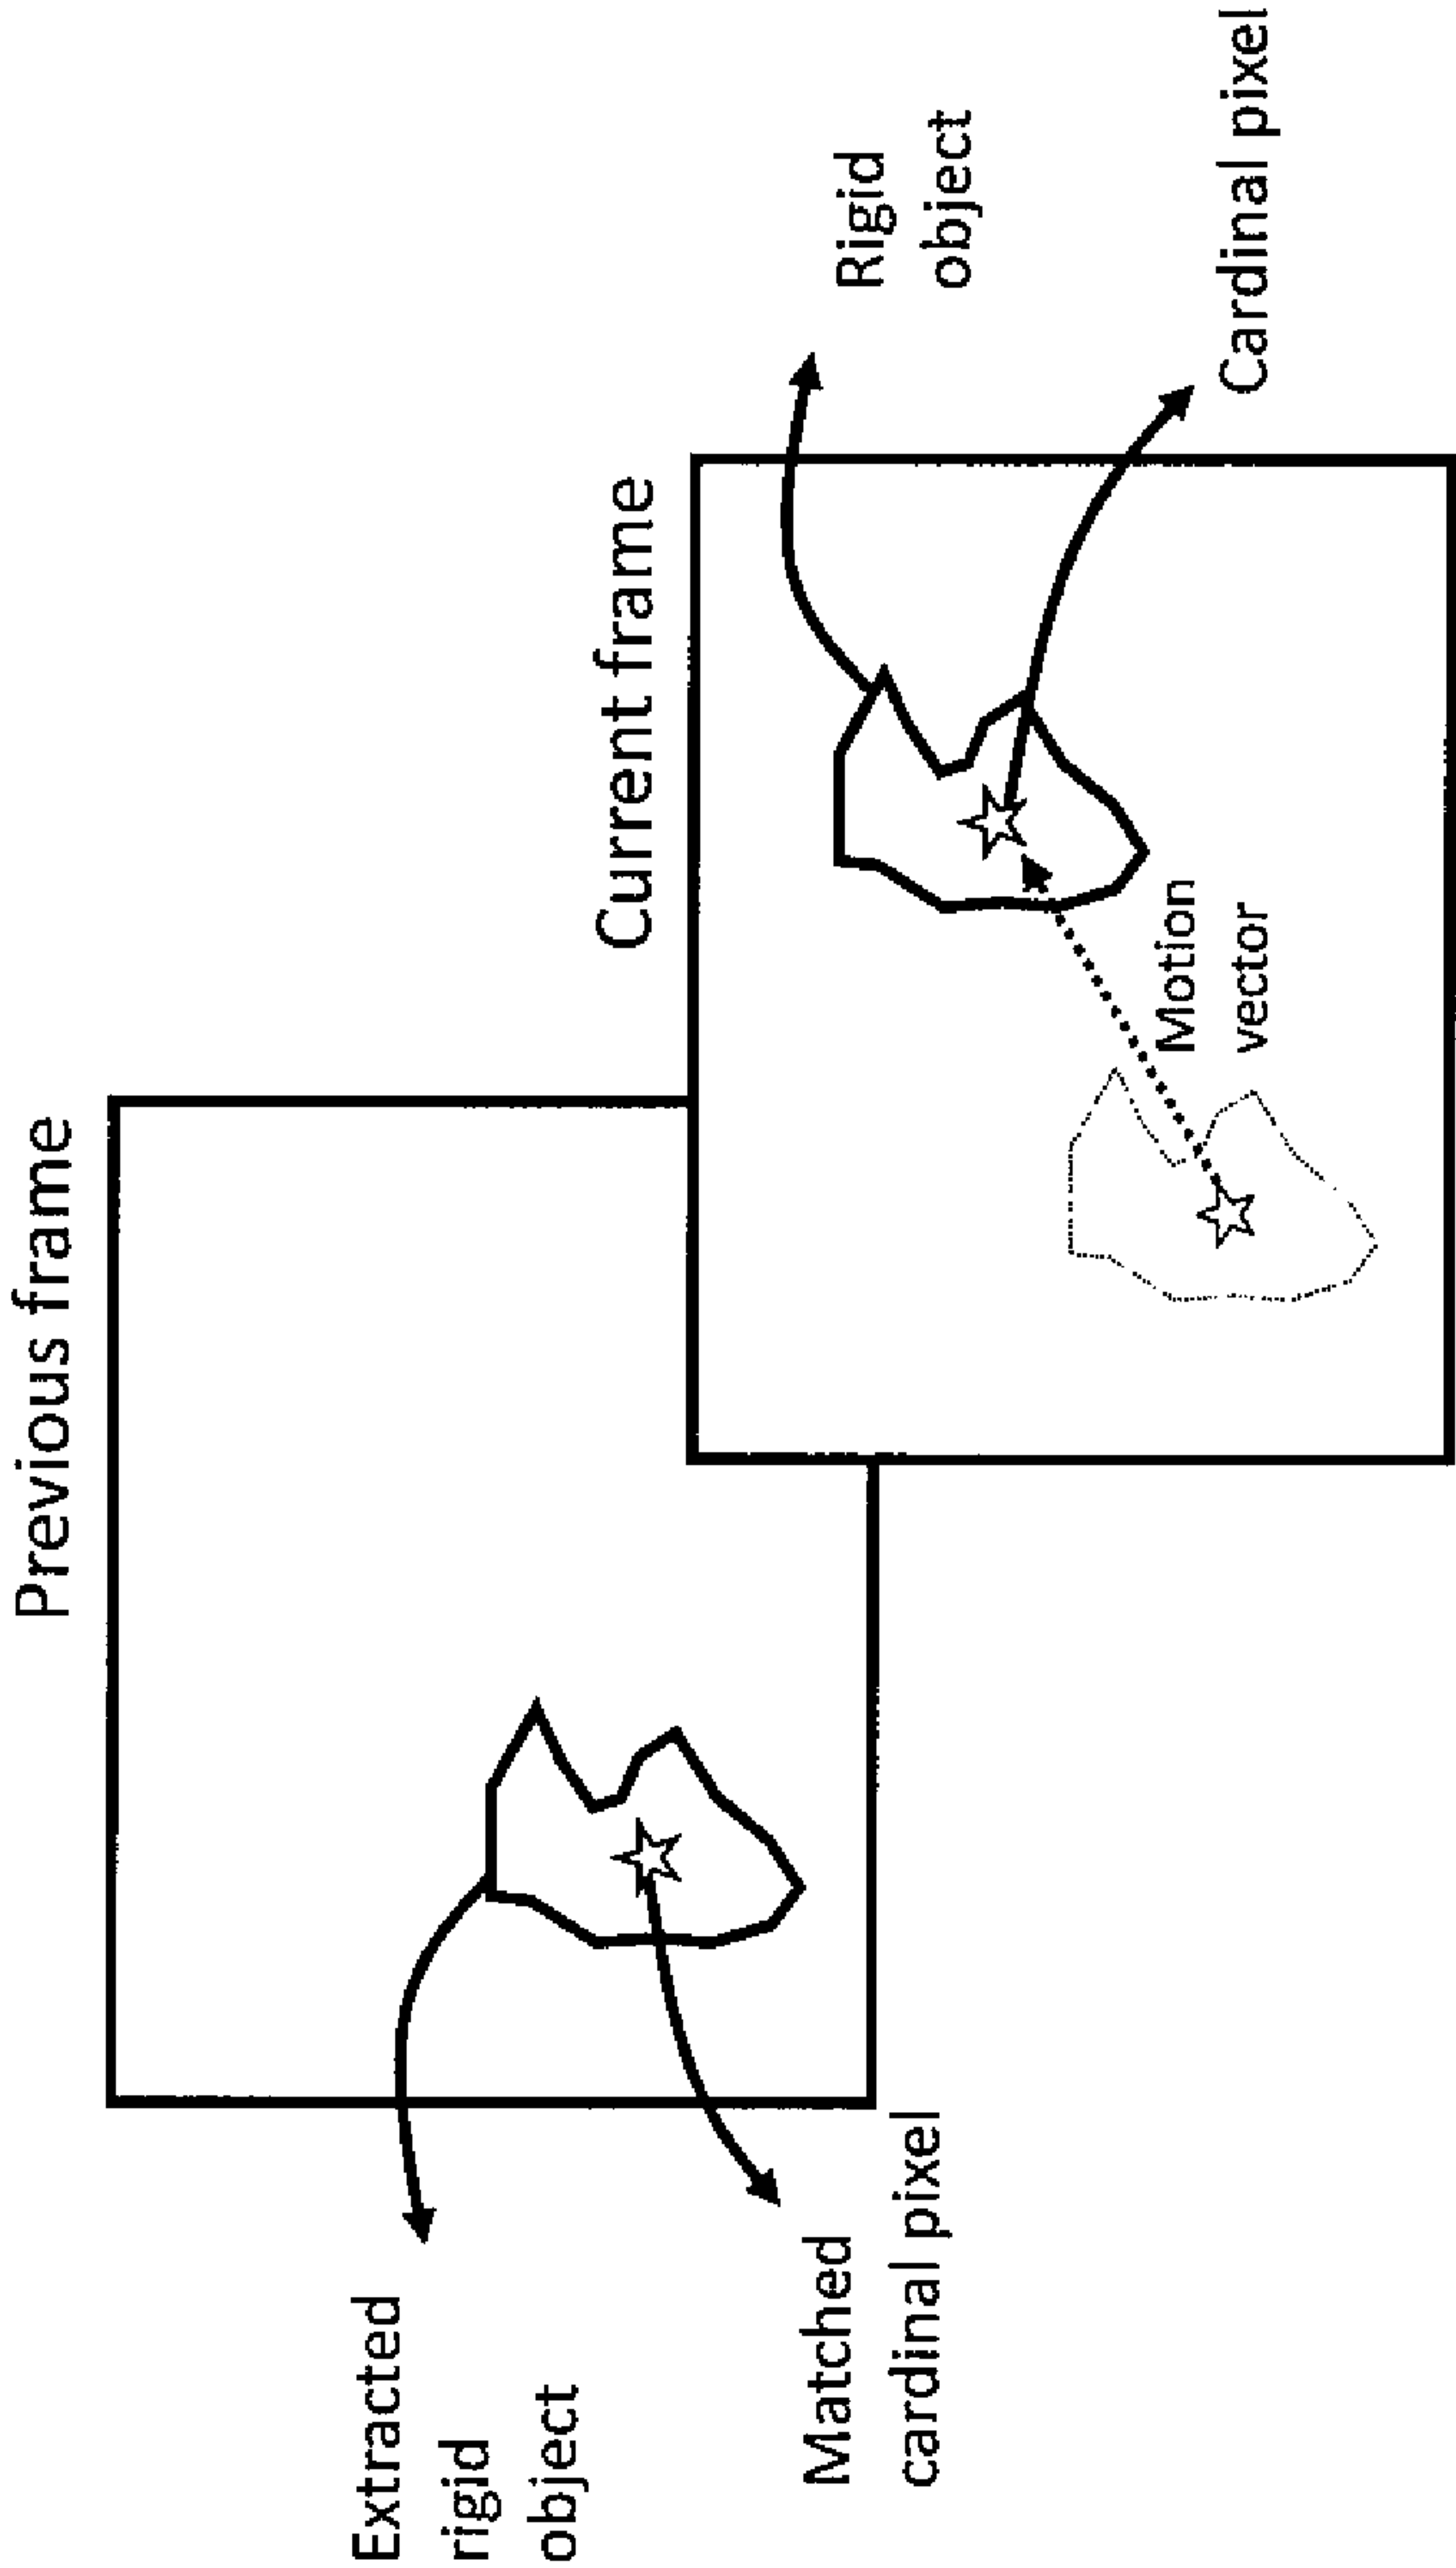 Previous frame
Extracted
rigid
object
Matched
cardinal pixel
Current frame
Rigid
object
Cardinal pixel
Motion
vector